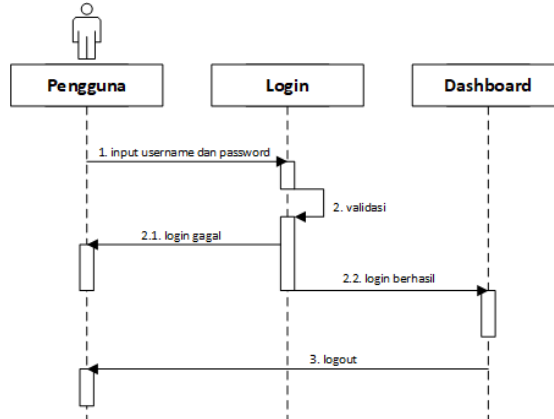 Pengguna
Login
Dashboard
1. input username dan password
2. validasi
2.1. login gagal
2.2. login berhasil
3. logout